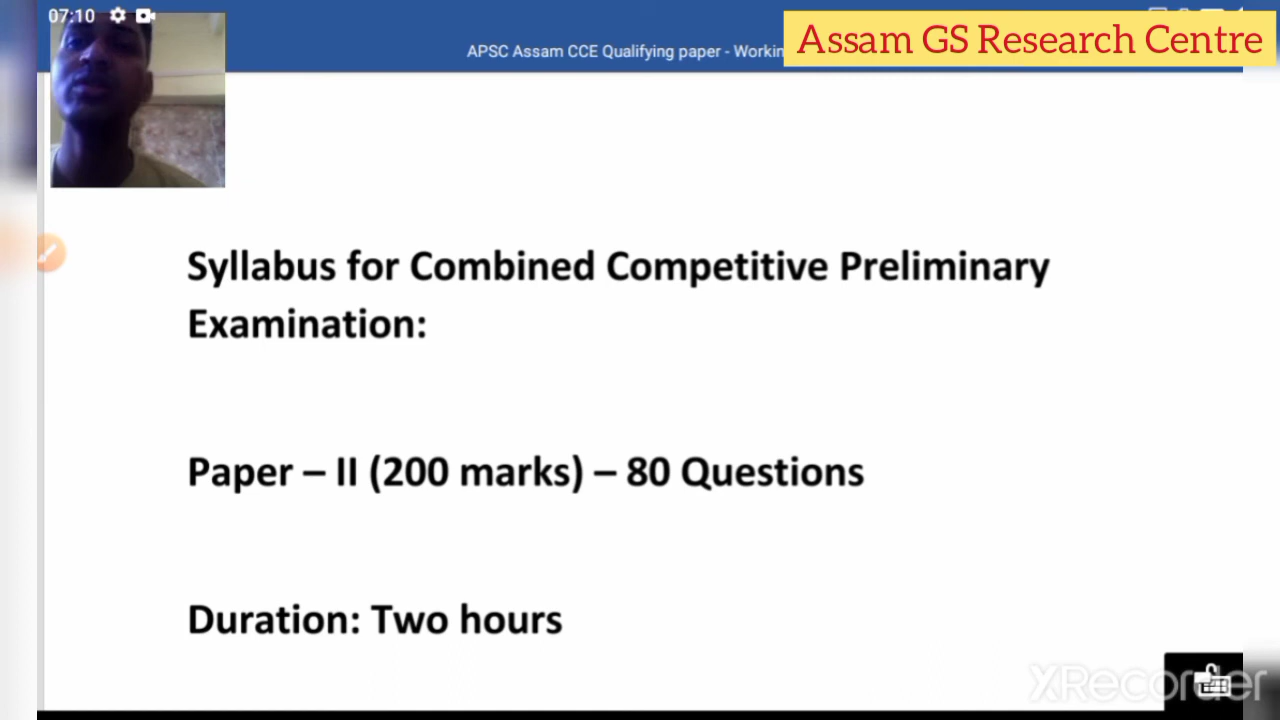 07:10
APSC Assam CCE Qualifying paper - Workin
Assam GS Research Centre
Syllabus for Combined Competitive Preliminary
Examination:
Paper – II (200 marks) – 80 Questions
Duration: Two hours
XRecorder